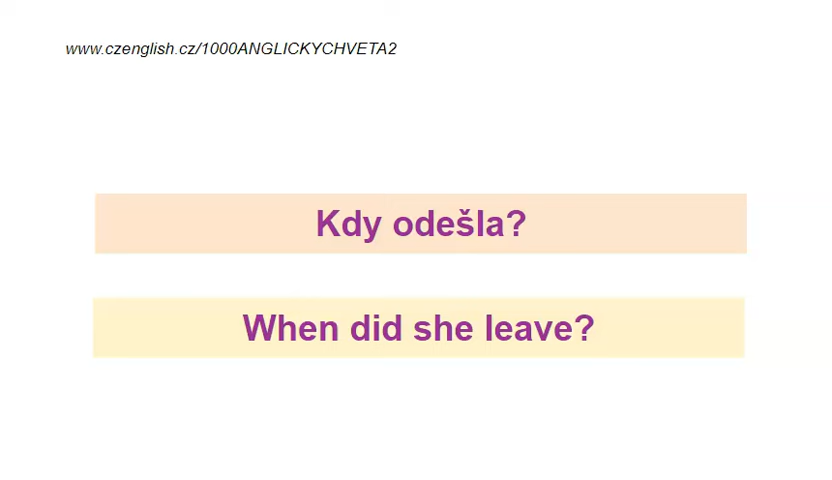 www.czenglish.cz/1000ANGLICKYCHVETA2
Kdy odešla?
When did she leave?